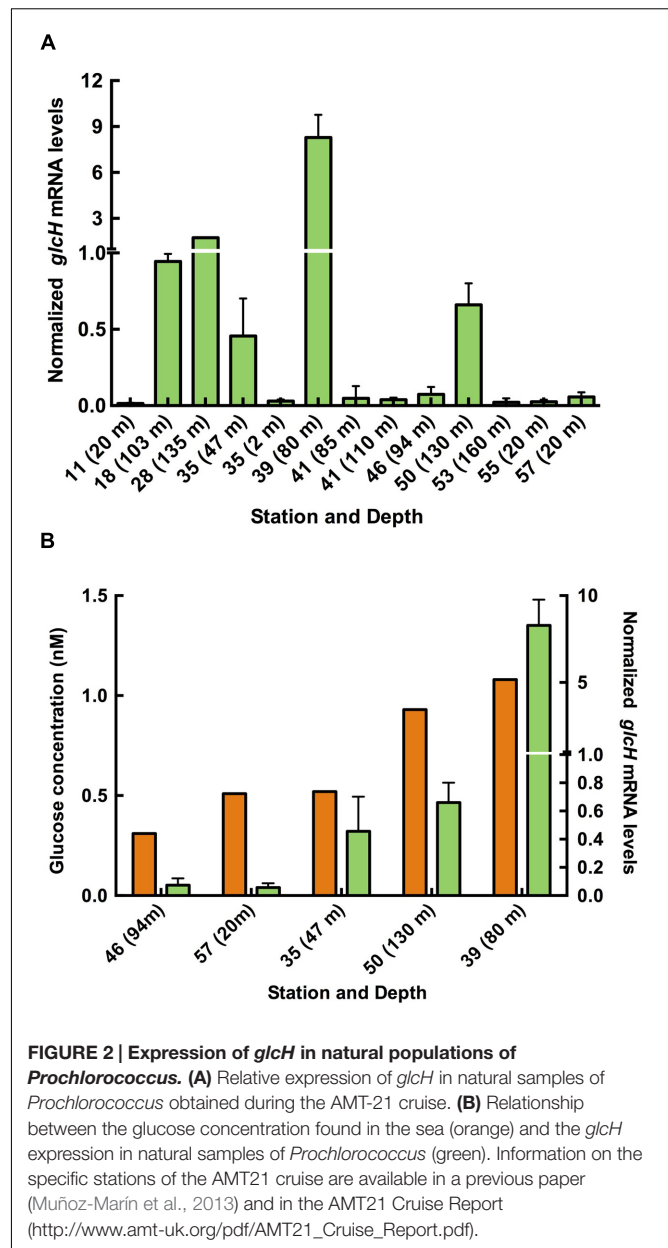 A
Normalized glcH mRNA levels
12
9
6
3
1.0
0.5
0.0
11 (20 m)
18 (103 m)
28 (135 m)
35 (47 m)
35 (2 m)
39 (80 m)
41 (85 m)
41 (110 m)
46 (94 m)
50 (130 m)
53 (160 m)
55 (20 m)
57 (20 m)
Station and Depth
B
Glucose concentration (nM)
1.5
1.0
0.5
0.0
Normalized glcH mRNA levels
10
5
1.0
0.8
0.6
0.4
0.2
0.0
46 (94m)
57 (20m)
35 (47 m)
50 (130 m)
39 (80 m)
Station and Depth
FIGURE 2 | Expression of glcH in natural populations of
Prochlorococcus. (A) Relative expression of glcH in natural samples of
Prochlorococcus obtained during the AMT-21 cruise. (B) Relationship
between the glucose concentration found in the sea (orange) and the glcH
expression in natural samples of Prochlorococcus (green). Information on the
specific stations of the AMT21 cruise are available in a previous paper
(Muñoz-Marín et al., 2013) and in the AMT21 Cruise Report
(http://www.amt-uk.org/pdf/AMT21_Cruise_Report.pdf).